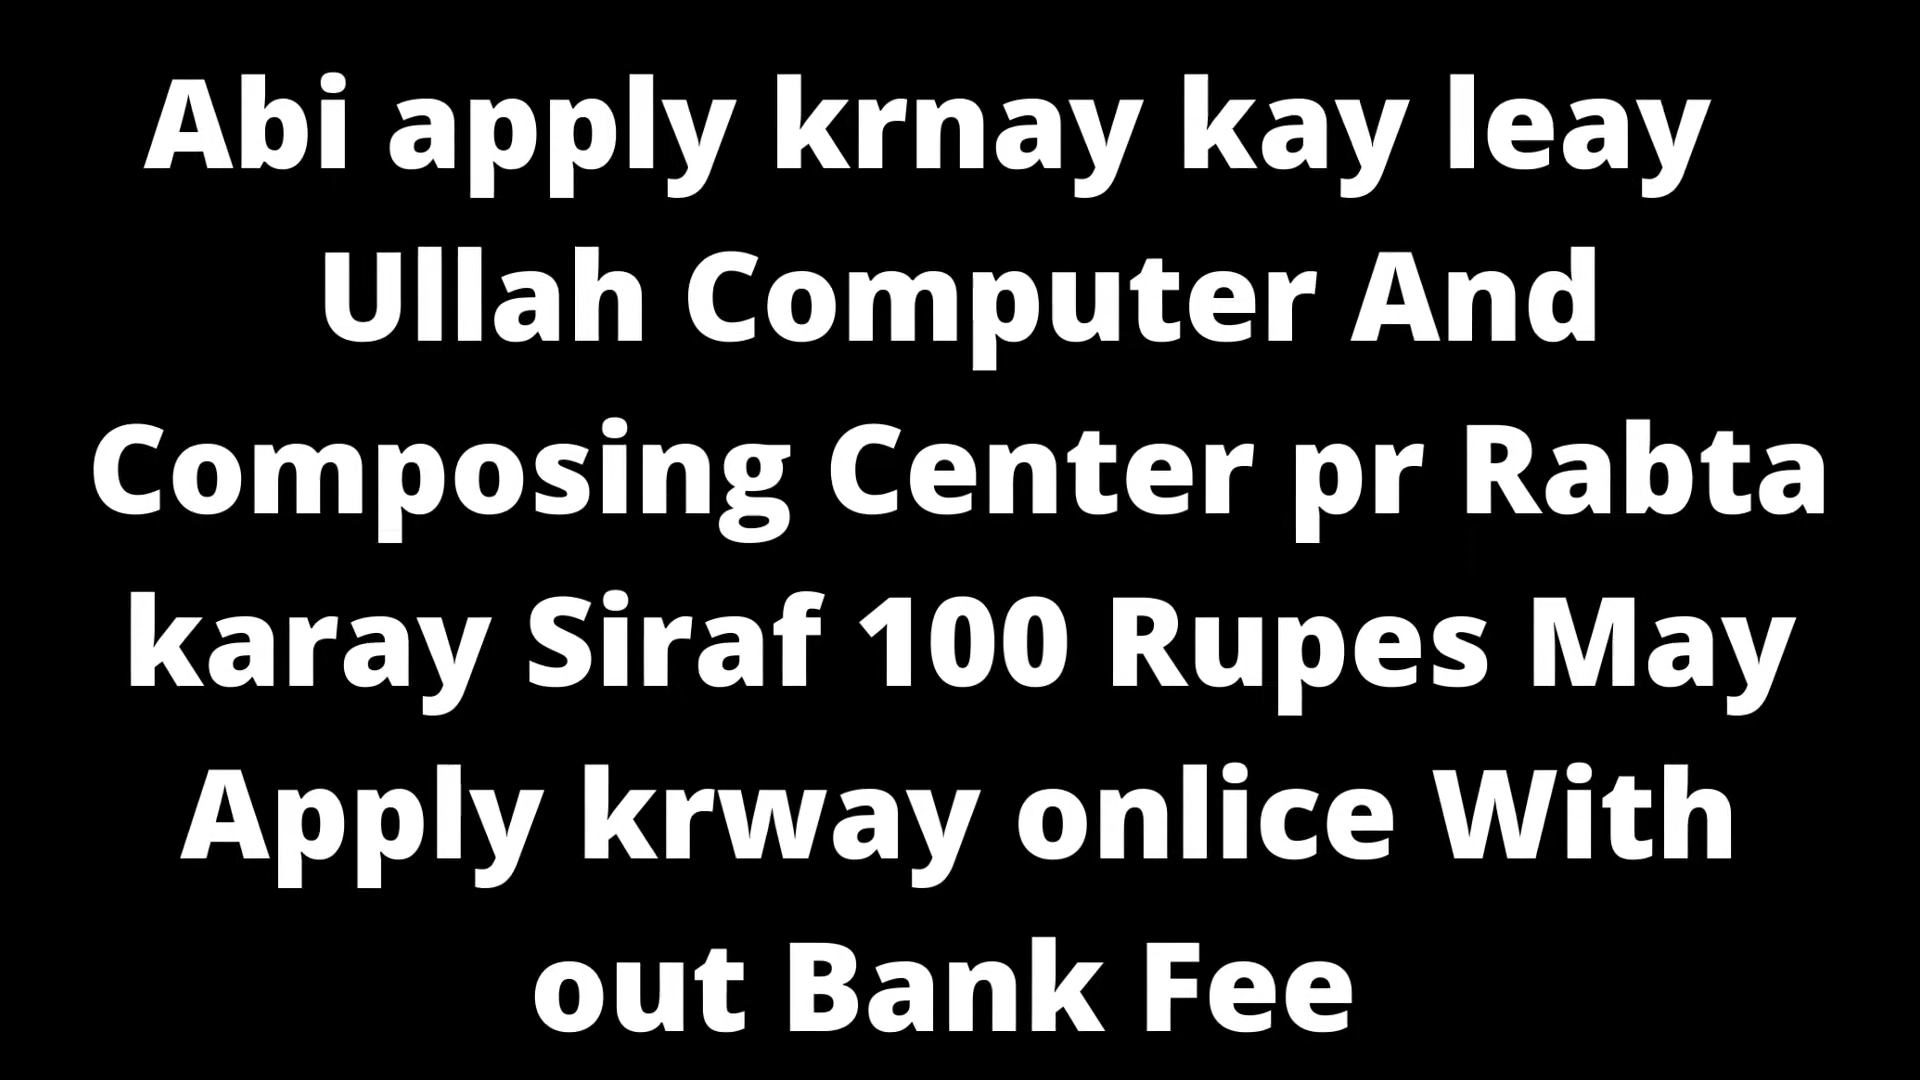 Abi apply krnay kay leay
Ullah Computer And
Composing Center pr Rabta
karay Siraf 100 Rupes May
Apply krway onlice With
out Bank Fee